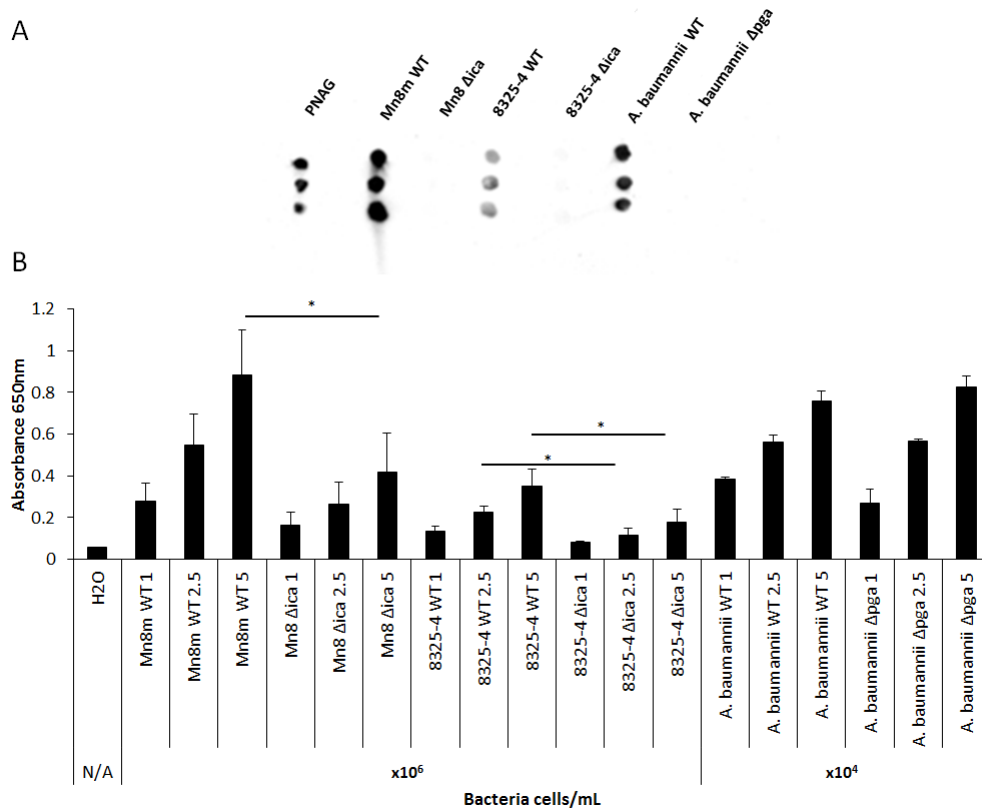 A
PNAG
Mn8m WT
Mn8 Δica
8325-4 WT
8325-4 Δica
A. baumannii WT
A. baumannii Δpga
B
1.2
1
0.8
0.6
0.4
0.2
0
Absorbance 650nm
*
*
*
H2O
Mn8m WT 1
Mn8m WT 2.5
Mn8m WT 5
Mn8 Δica 1
Mn8 Δica 2.5
Mn8 Δica 5
8325-4 WT 1
8325-4 WT 2.5
8325-4 WT 5
8325-4 Δica 1
8325-4 Δica 2.5
8325-4 Δica 5
A. baumannii WT 1
A. baumannii WT 2.5
A. baumannii WT 5
A. baumannii Δpga 1
A. baumannii Δpga 2.5
A. baumannii Δpga 5
N/A
x10⁶
x10⁴
Bacteria cells/mL